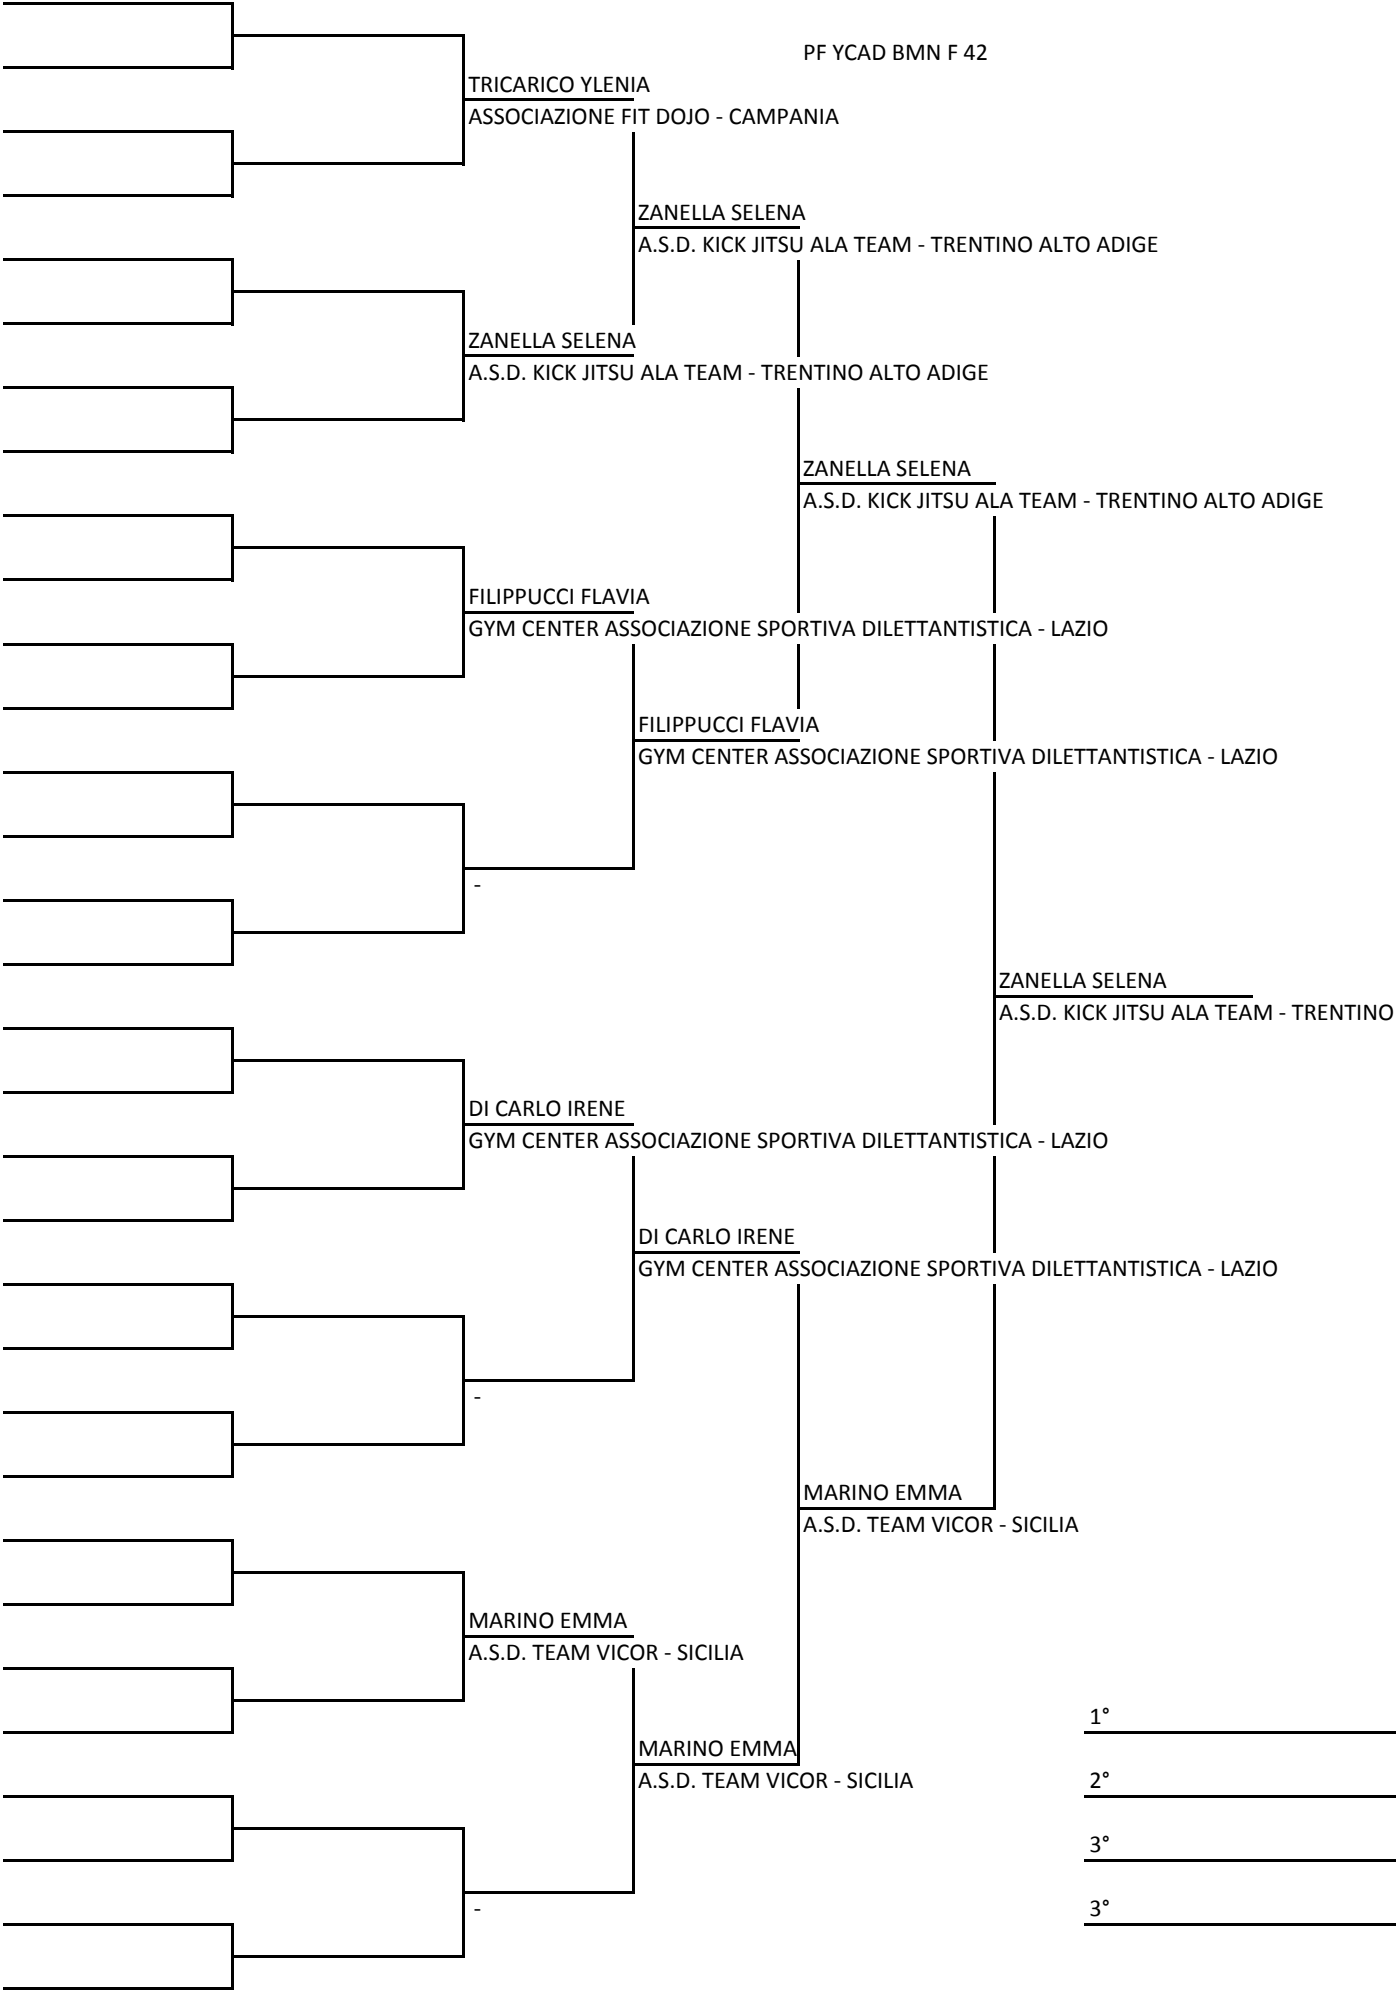 PF YCAD BMN F 42
TRICARICO YLENIA
ASSOCIAZIONE FIT DOJO - CAMPANIA
ZANELLA SELENA
A.S.D. KICK JITSU ALA TEAM - TRENTINO ALTO ADIGE
ZANELLA SELENA
A.S.D. KICK JITSU ALA TEAM - TRENTINO ALTO ADIGE
ZANELLA SELENA
A.S.D. KICK JITSU ALA TEAM - TRENTINO ALTO ADIGE
FILIPPUCCI FLAVIA
GYM CENTER ASSOCIAZIONE SPORTIVA DILETTANTISTICA - LAZIO
FILIPPUCCI FLAVIA
GYM CENTER ASSOCIAZIONE SPORTIVA DILETTANTISTICA - LAZIO
-
ZANELLA SELENA
A.S.D. KICK JITSU ALA TEAM - TRENTINO
DI CARLO IRENE
GYM CENTER ASSOCIAZIONE SPORTIVA DILETTANTISTICA - LAZIO
DI CARLO IRENE
GYM CENTER ASSOCIAZIONE SPORTIVA DILETTANTISTICA - LAZIO
-
MARINO EMMA
A.S.D. TEAM VICOR - SICILIA
MARINO EMMA
A.S.D. TEAM VICOR - SICILIA
1°
MARINO EMMA
A.S.D. TEAM VICOR - SICILIA
2°
3°
-
3°